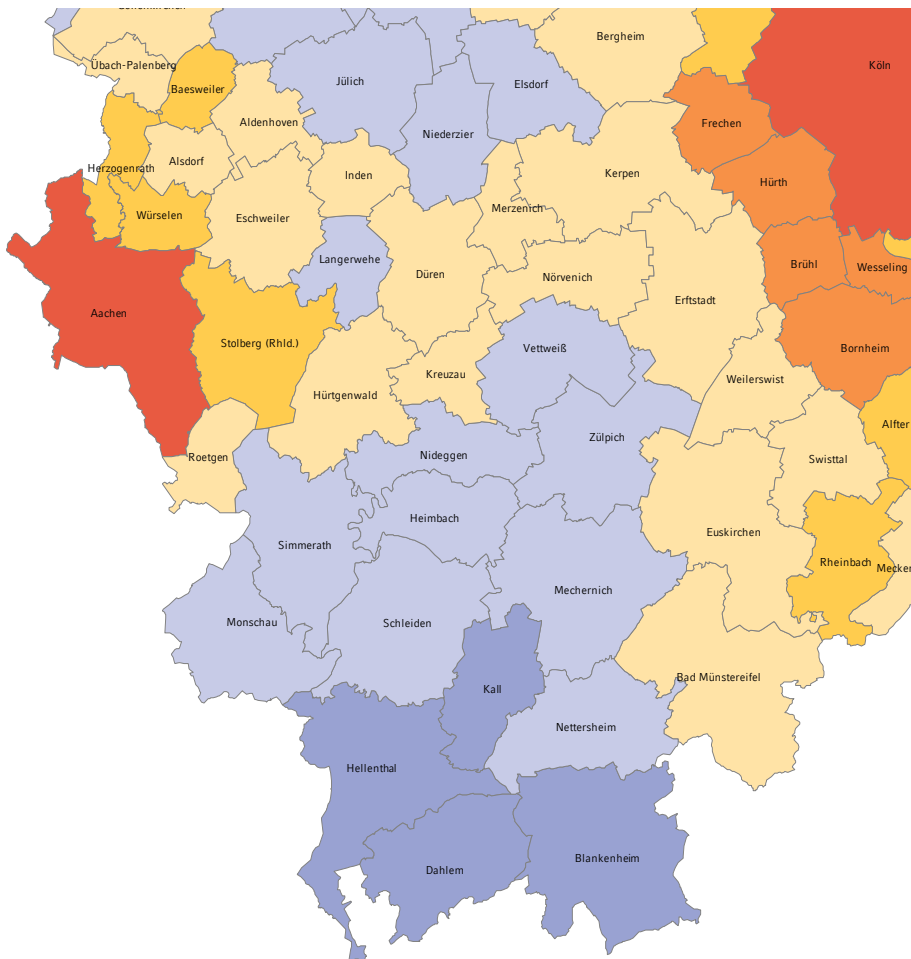 Bergheim
Übach-Palenberg
Köln
Jülich
Elsdorf
Baesweiler
Aldenhoven
Frechen
Niederzier
Herzogenrath
Alsdorf
Inden
Kerpen
Hürth
Merzenich
Würselen
Eschweiler
Langerwehe
Düren
Nörvenich
Brühl
Wesseling
Erftstadt
Aachen
Stolberg (Rhld.)
Vettweiß
Bornheim
Kreuzau
Weilerswist
Hürtgenwald
Alfter
Zülpich
Roetgen
Nideggen
Swisttal
Heimbach
Euskirchen
Simmerath
Rheinbach
Mecken
Mechernich
Monschau
Schleiden
Bad Münstereifel
Kall
Nettersheim
Hellenthal
Blankenheim
Dahlem